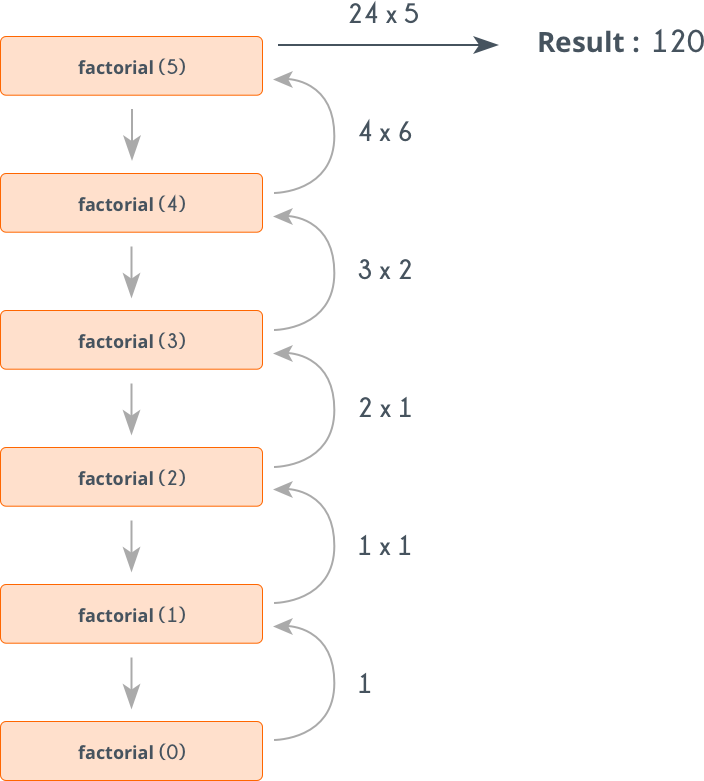 24 x 5
Result : 120
factorial (5)
4 x 6
factorial (4)
3 x 2
factorial (3)
2 x 1
factorial (2)
1 x 1
factorial (1)
1
factorial (0)